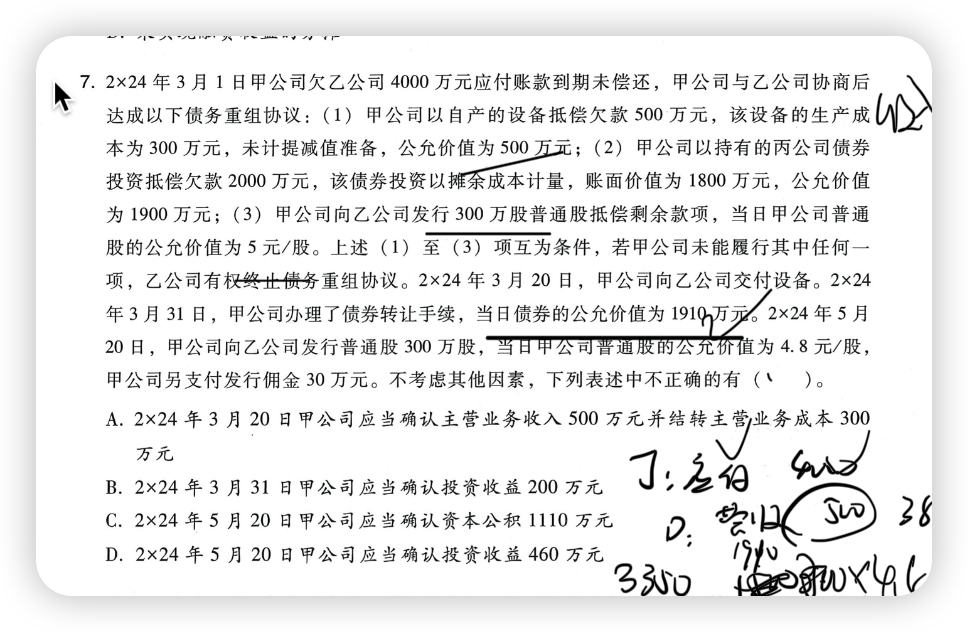 7. 2×24 年 3 月 1 日甲公司欠乙公司 4000 万元应付账款到期未偿还，甲公司与乙公司协商后
达成以下债务重组协议：（1）甲公司以自产的设备抵偿欠款 500 万元，该设备的生产成
本为 300 万元，未计提减值准备，公允价值为 500 万元；（2）甲公司以持有的丙公司债券
投资抵偿欠款 2000 万元，该债券投资以摊余成本计量，账面价值为 1800 万元，公允价值
为 1900 万元；（3）甲公司向乙公司发行 300 万股普通股抵偿剩余款项，当日甲公司普通
股的公允价值为 5 元/股。上述（1）至（3）项互为条件，若甲公司未能履行其中任何一
项，乙公司有权终止债务重组协议。2×24 年 3 月 20 日，甲公司向乙公司交付设备。2×24
年 3 月 31 日，甲公司办理了债券转让手续，当日债券的公允价值为 1910 万元。2×24 年 5 月
20 日，甲公司向乙公司发行普通股 300 万股，当日甲公司普通股的公允价值为 4.8 元/股，
甲公司另支付发行佣金 30 万元。不考虑其他因素，下列表述中不正确的有（ ）。
A. 2×24 年 3 月 20 日甲公司应当确认主营业务收入 500 万元并结转主营业务成本 300
万元
B. 2×24 年 3 月 31 日甲公司应当确认投资收益 200 万元
C. 2×24 年 5 月 20 日甲公司应当确认资本公积 1110 万元
D. 2×24 年 5 月 20 日甲公司应当确认投资收益 460 万元
应付
500
38
3350